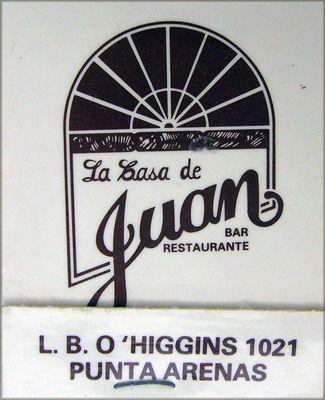 La Casa de
Juan
BAR
RESTAURANTE
L. B. O 'HIGGINS 1021
PUNTA ARENAS